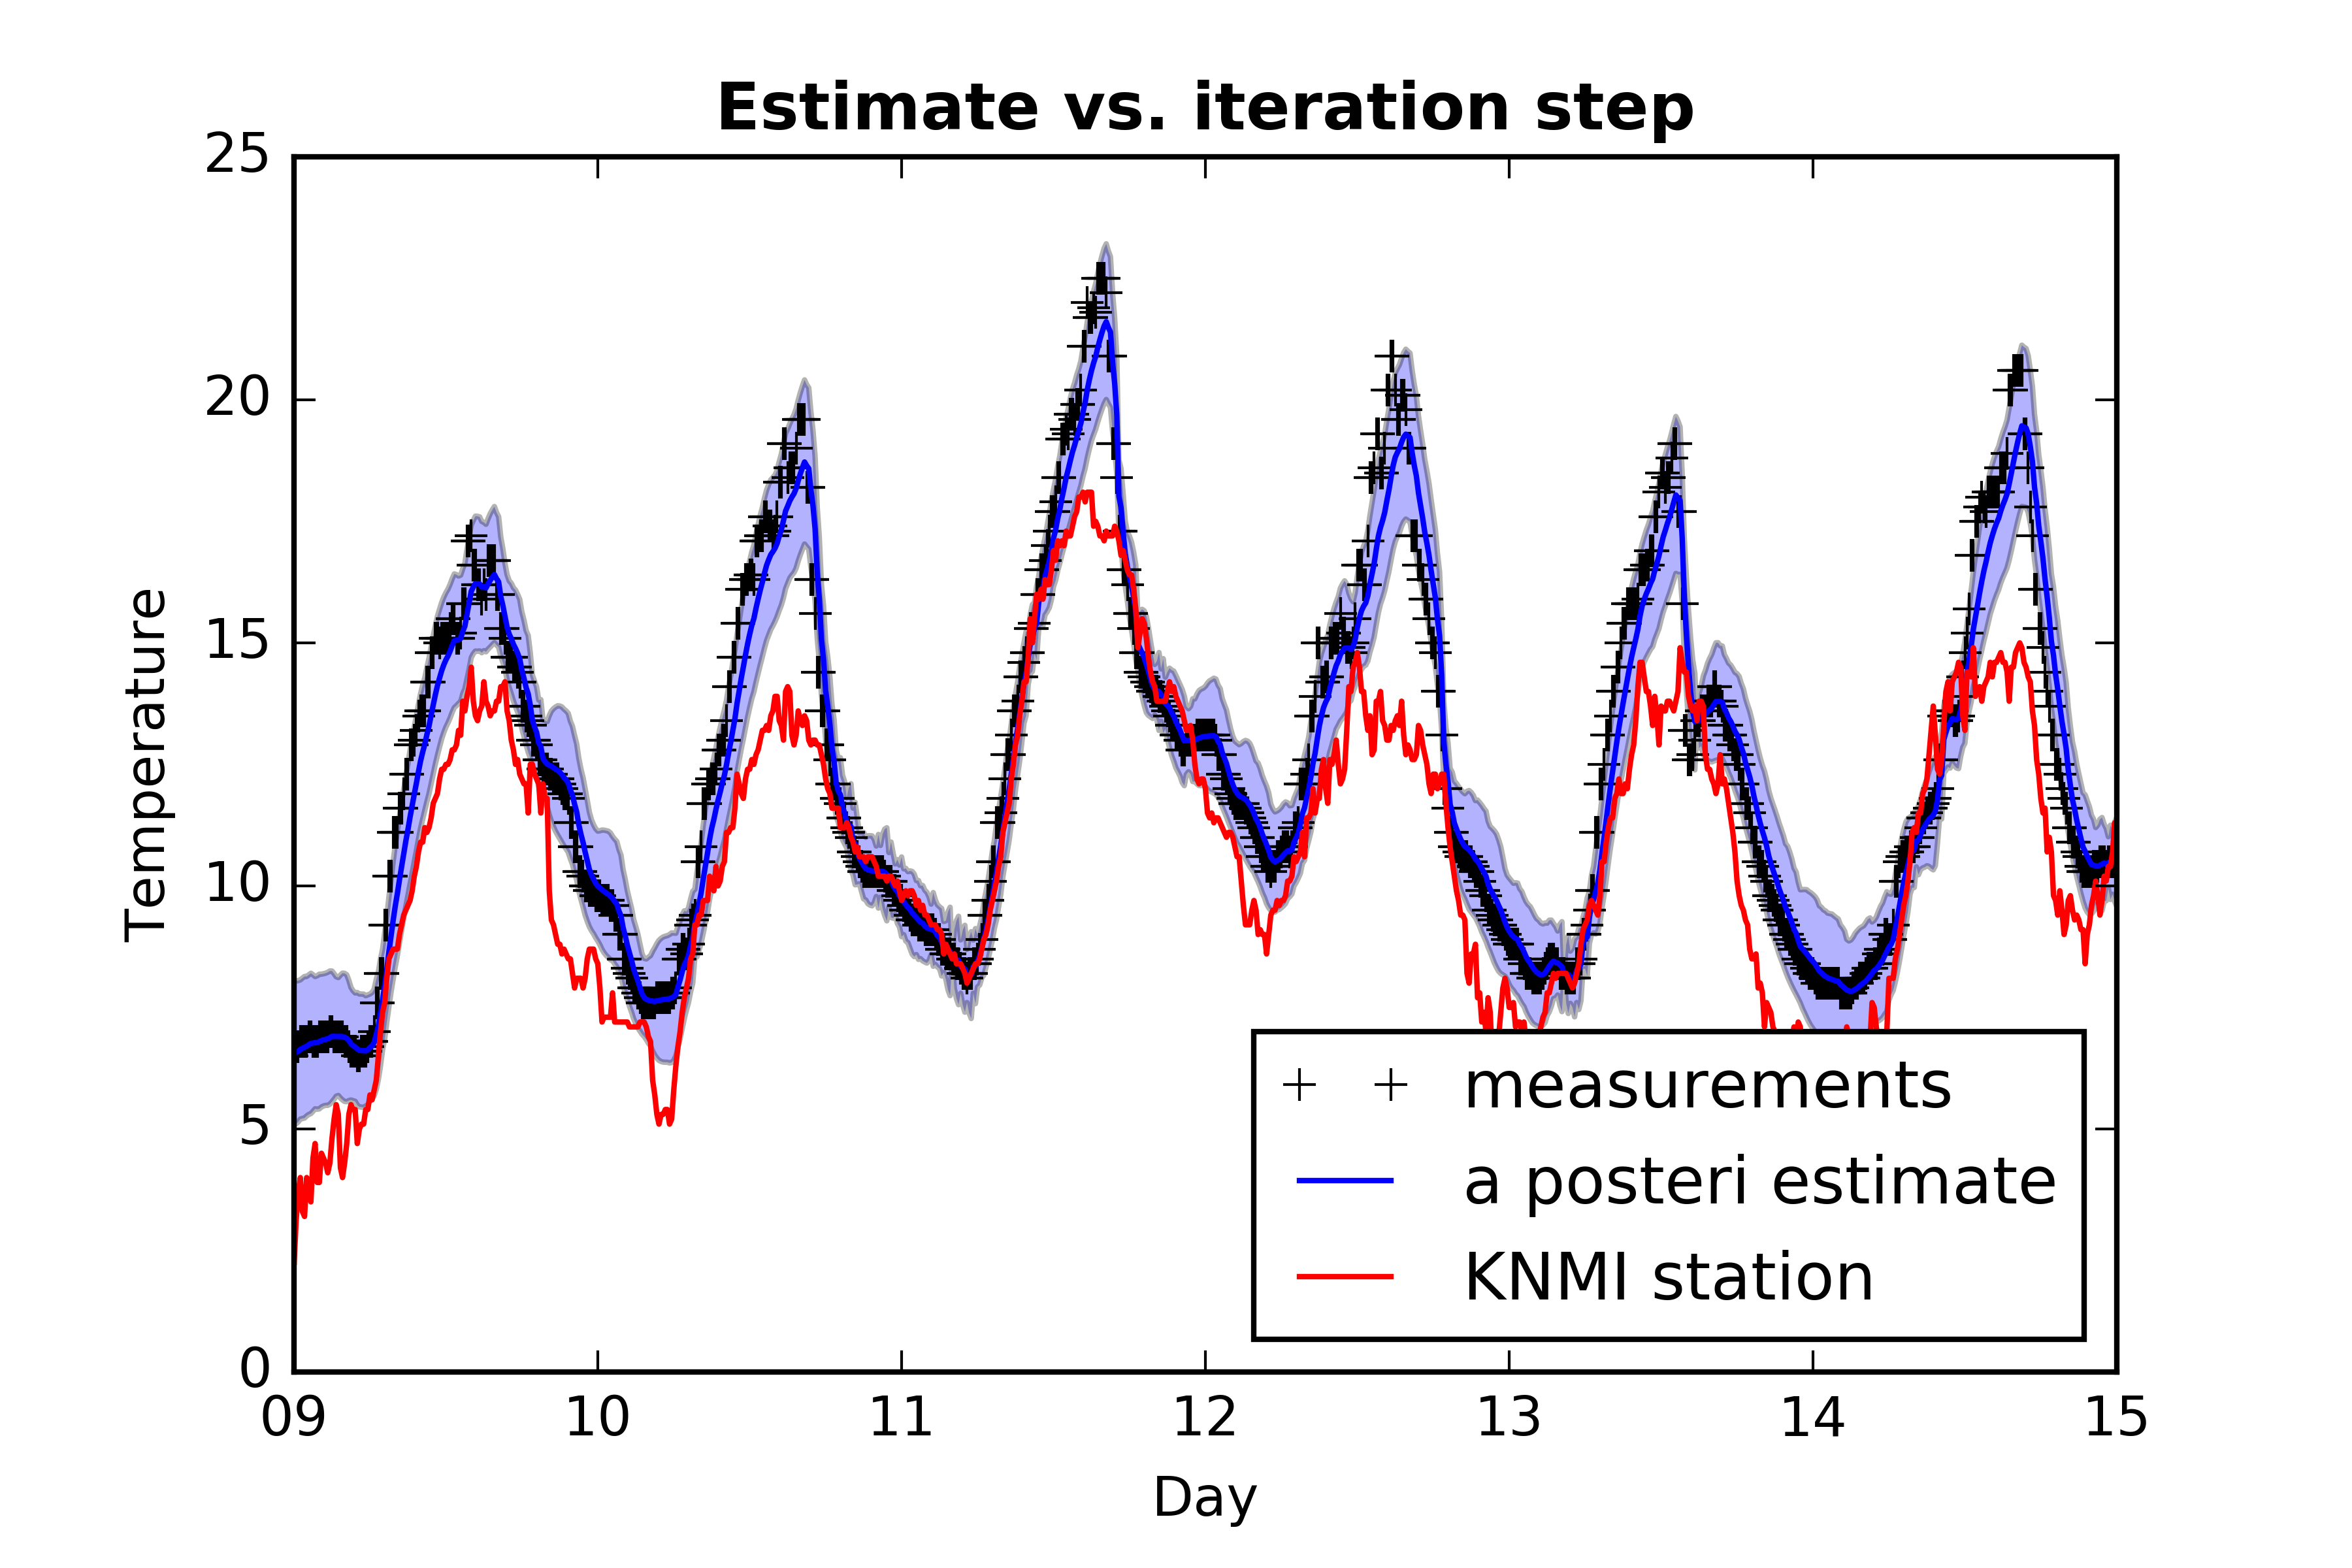 Estimate vs. iteration step
25
20
15
10
5
0
Temperature
09 10 11 12 13 14 15
Day
measurements
a posteri estimate
KNMI station